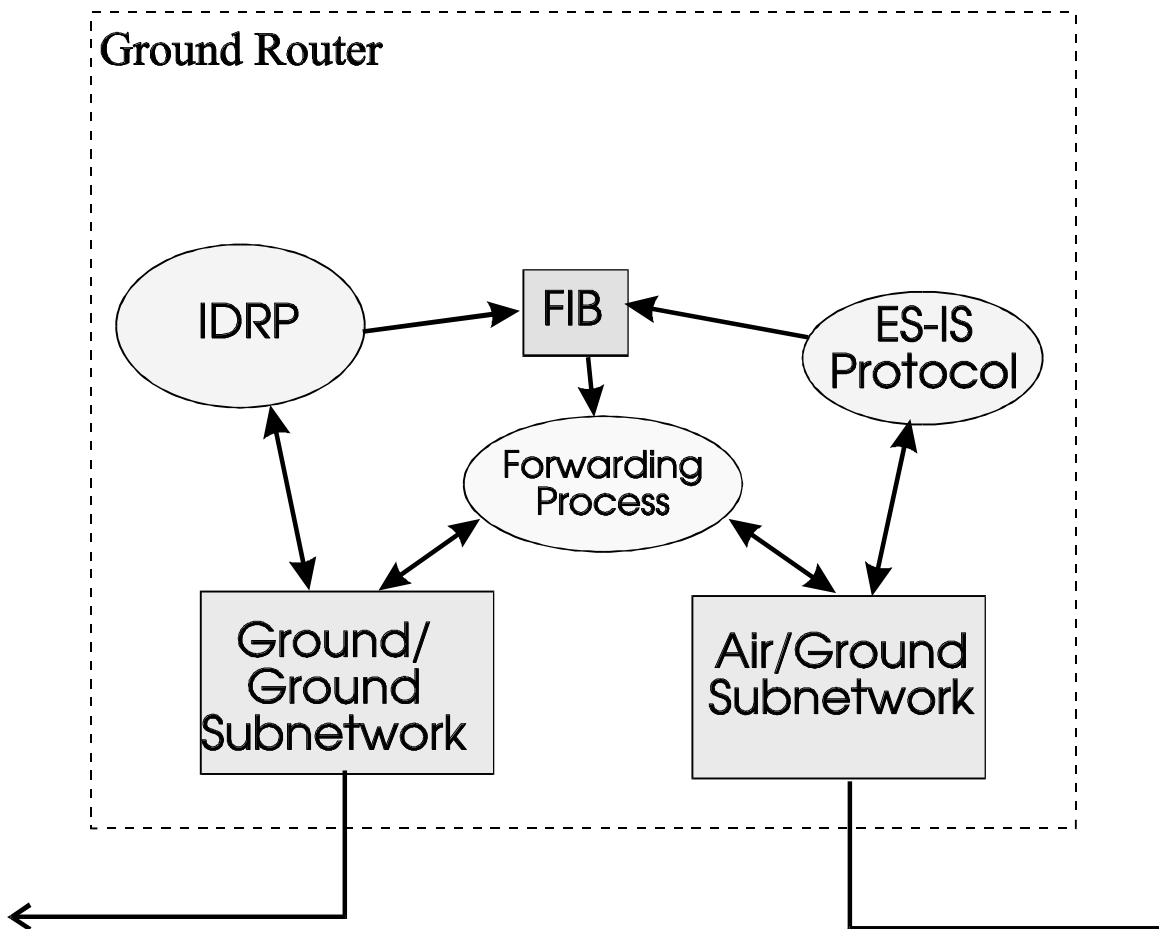 Ground Router
IDRP
FIB
ES-IS
Protocol
Forwarding
Process
Ground/
Ground
Subnetwork
Air/Ground
Subnetwork